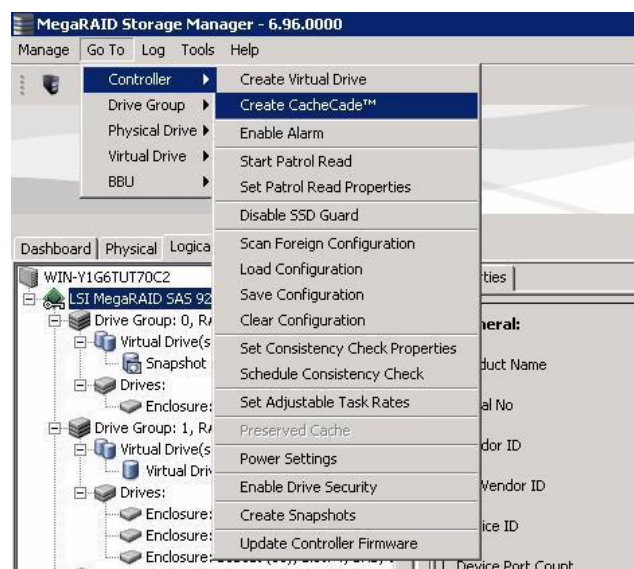 MegaRAID Storage Manager - 6.96.0000
Manage Go To Log Tools Help
Controller
Drive Group
Physical Drive
Virtual Drive
BBU
Create Virtual Drive
Create CacheCade™
Enable Alarm
Start Patrol Read
Set Patrol Read Properties
Disable SSD Guard
Scan Foreign Configuration
Load Configuration
Save Configuration
Clear Configuration
Set Consistency Check Properties
Schedule Consistency Check
Set Adjustable Task Rates
Preserved Cache
Power Settings
Enable Drive Security
Create Snapshots
Update Controller Firmware
Dashboard Physical Logica
WIN-Y1G6TUT70C2
LSI MegaRAID SAS 92
Drive Group: 0, RA
Virtual Drive(s
Snapshot
Drives:
Enclosure:
Drive Group: 1, RA
Virtual Drive(s
Virtual Driv
Drives:
Enclosure:
Enclosure:
Enclosure:
ties
neral:
duct Name
al No
dor ID
Vendor ID
ice ID
Device Port Count